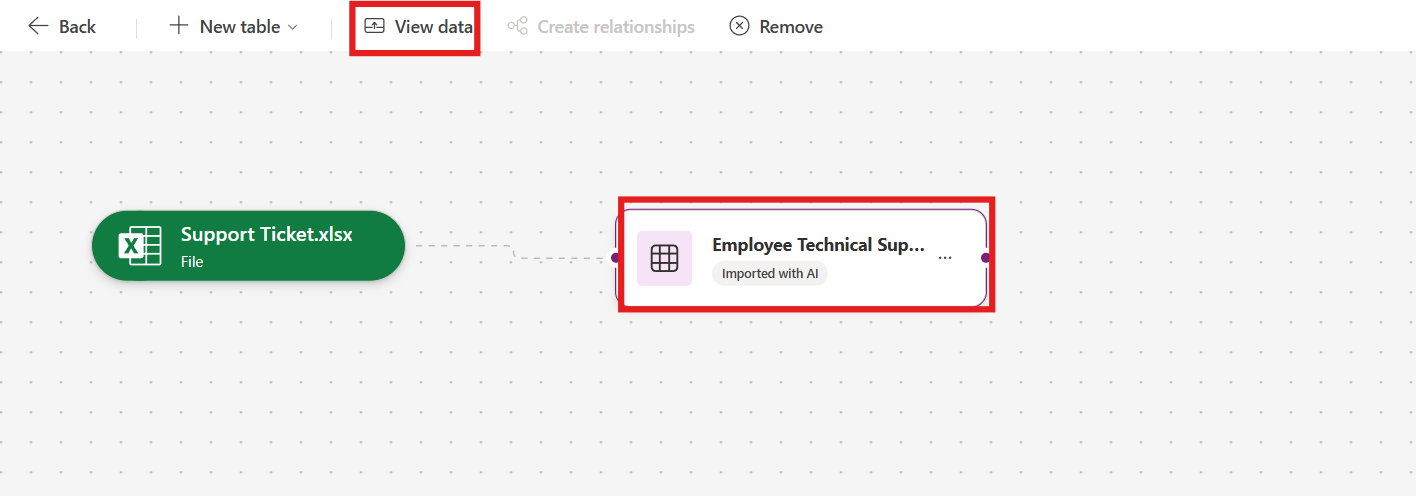 Back
New table
View data
Create relationships
Remove
Support Ticket.xlsx
File
X
Employee Technical Sup...
Imported with AI